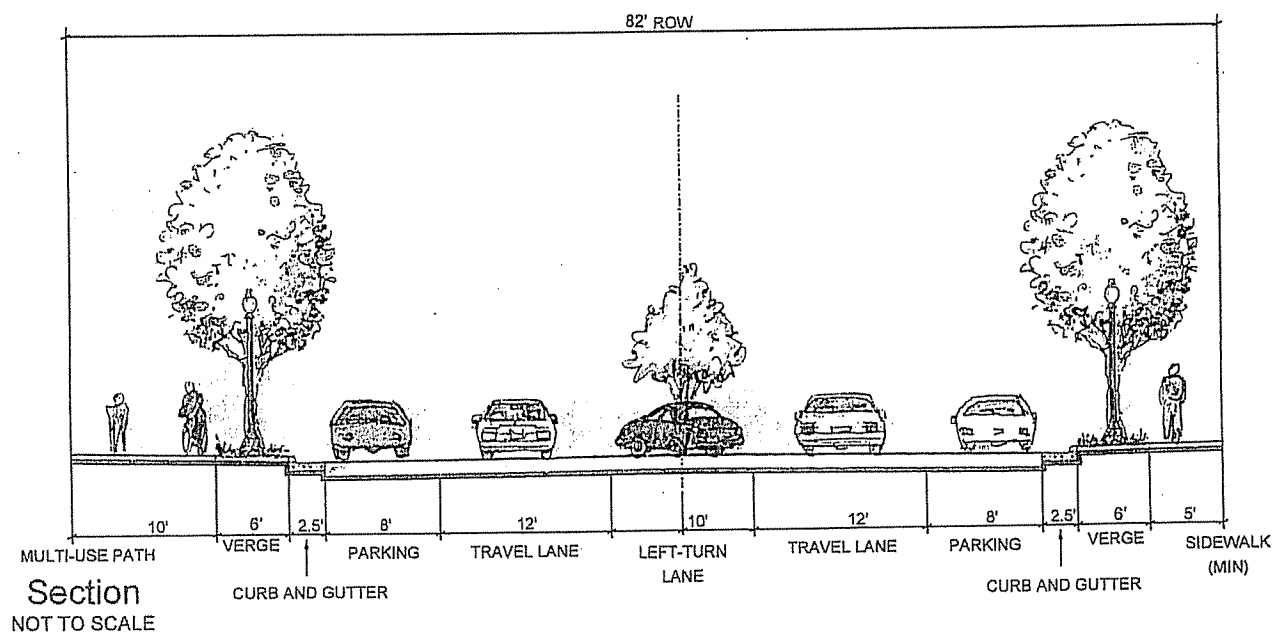 82' ROW
10'
6'
2.5'
8'
12'
10'
12'
8'
2.5'
6'
5'
MULTI-USE PATH
VERGE
PARKING
TRAVEL LANE
LEFT-TURN
LANE
TRAVEL LANE
PARKING
VERGE
SIDEWALK
(MIN)
CURB AND GUTTER
CURB AND GUTTER
Section
NOT TO SCALE